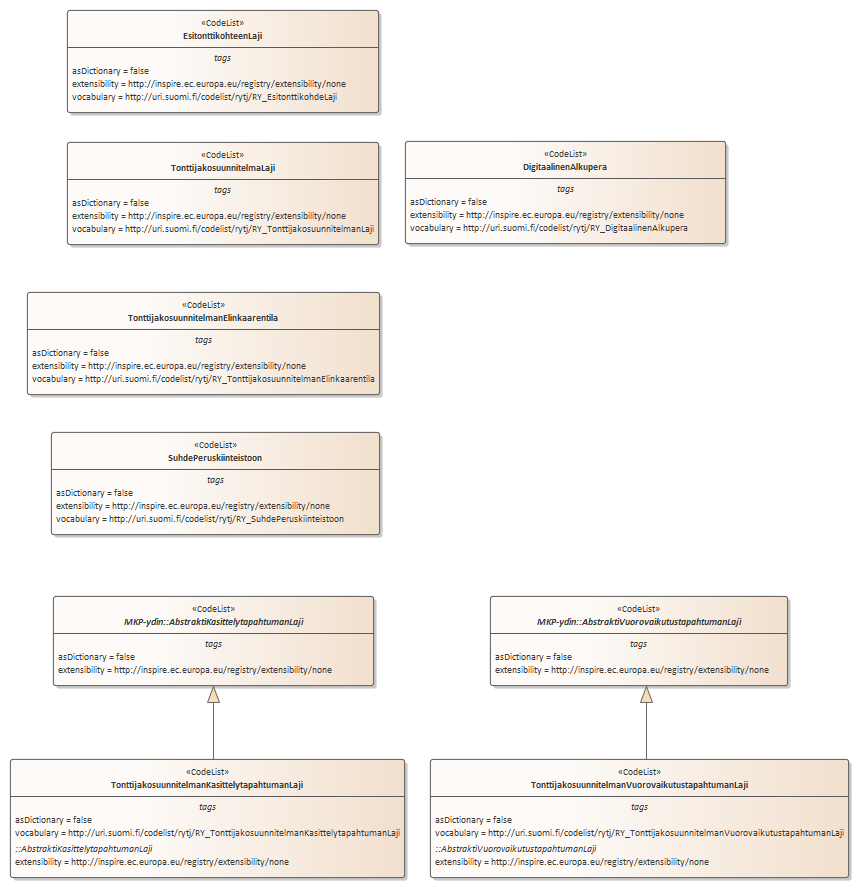 «CodeList»
EsitonttikohteenLaji
tags
asDictionary = false
extensibility = http://inspire.ec.europa.eu/registry/extensibility/none
vocabulary = http://uri.suomi.fi/codelist/rytj/RY_EsitonttikohdeLaji
«CodeList»
TonttijakosuunnitelmaLaji
tags
asDictionary = false
extensibility = http://inspire.ec.europa.eu/registry/extensibility/none
vocabulary = http://uri.suomi.fi/codelist/rytj/RY_TonttijakosuunnitelmanLaji
«CodeList»
DigitaalinenAlkupera
tags
asDictionary = false
extensibility = http://inspire.ec.europa.eu/registry/extensibility/none
vocabulary = http://uri.suomi.fi/codelist/rytj/RY_DigitaalinenAlkupera
«CodeList»
TonttijakosuunnitelmanElinkaarentila
tags
asDictionary = false
extensibility = http://inspire.ec.europa.eu/registry/extensibility/none
vocabulary = http://uri.suomi.fi/codelist/rytj/RY_TonttijakosuunnitelmanElinkaarentila
«CodeList»
SuhdePeruskiinteistoon
tags
asDictionary = false
extensibility = http://inspire.ec.europa.eu/registry/extensibility/none
vocabulary = http://uri.suomi.fi/codelist/rytj/RY_SuhdePeruskiinteistoon
«CodeList»
MKP-ydin::AbstraktiKasittelytapahtumanLaji
tags
asDictionary = false
extensibility = http://inspire.ec.europa.eu/registry/extensibility/none
«CodeList»
MKP-ydin::AbstraktiVuorovaikutustapahtumanLaji
tags
asDictionary = false
extensibility = http://inspire.ec.europa.eu/registry/extensibility/none
«CodeList»
TonttijakosuunnitelmanKasittelytapahtumanLaji
tags
asDictionary = false
vocabulary = http://uri.suomi.fi/codelist/rytj/RY_TonttijakosuunnitelmanKasittelytapahtumanLaji
::AbstraktiKasittelytapahtumanLaji
extensibility = http://inspire.ec.europa.eu/registry/extensibility/none
«CodeList»
TonttijakosuunnitelmanVuorovaikutustapahtumanLaji
tags
asDictionary = false
vocabulary = http://uri.suomi.fi/codelist/rytj/RY_TonttijakosuunnitelmanVuorovaikutustapahtumanLaji
::AbstraktiVuorovaikutustapahtumanLaji
extensibility = http://inspire.ec.europa.eu/registry/extensibility/none